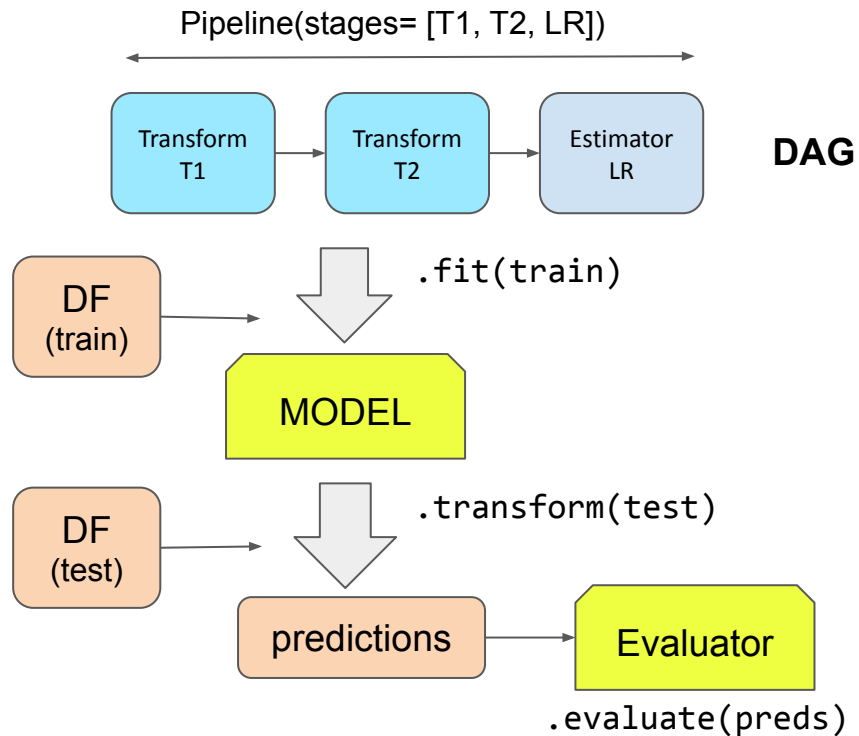 Pipeline(stages= [T1, T2, LR])
Transform
T1
Transform
T2
Estimator
LR
DAG
.fit(train)
DF
(train)
MODEL
.transform(test)
DF
(test)
predictions
Evaluator
.evaluate(preds)